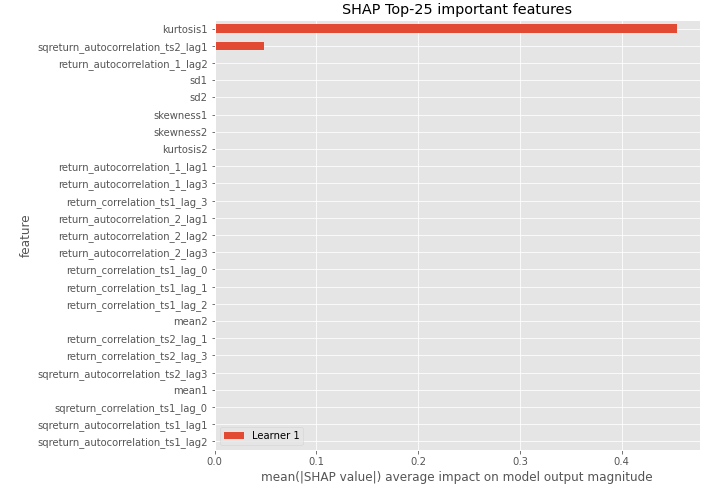 SHAP Top-25 important features
kurtosis1
sqreturn_autocorrelation_ts2_lag1
return_autocorrelation_1_lag2
sd1
sd2
skewness1
skewness2
kurtosis2
return_autocorrelation_1_lag1
return_autocorrelation_1_lag3
return_correlation_ts1_lag_3
return_autocorrelation_2_lag1
return_autocorrelation_2_lag2
return_autocorrelation_2_lag3
return_correlation_ts1_lag_0
return_correlation_ts1_lag_1
return_correlation_ts1_lag_2
mean2
return_correlation_ts2_lag_1
return_correlation_ts2_lag_3
sqreturn_autocorrelation_ts2_lag3
mean1
sqreturn_correlation_ts1_lag_0
sqreturn_autocorrelation_ts1_lag1
sqreturn_autocorrelation_ts1_lag2
feature
Learner 1
0.0 0.1 0.2 0.3 0.4
mean(|SHAP value|) average impact on model output magnitude